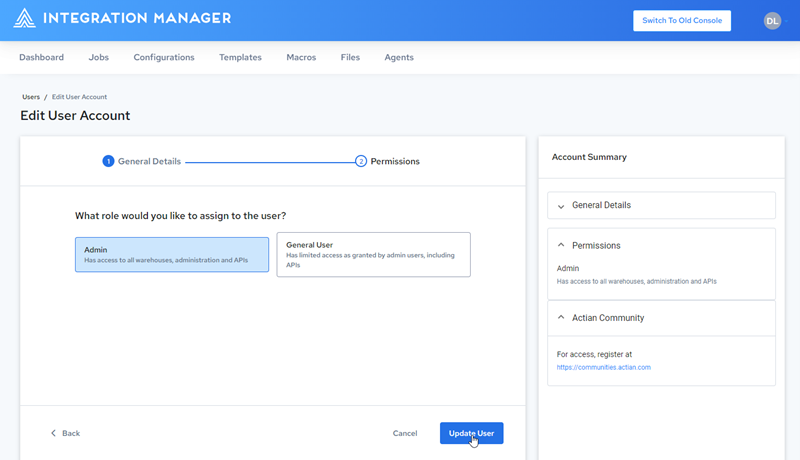 INTEGRATION MANAGER
Switch To Old Console
DL
Dashboard
Jobs
Configurations
Templates
Macros
Files
Agents
Users / Edit User Account
Edit User Account
1 General Details
2 Permissions
What role would you like to assign to the user?
Admin
Has access to all warehouses, administration and APIs
General User
Has limited access as granted by admin users, including
APIs
Back
Cancel
Update User
Account Summary
General Details
Permissions
Admin
Has access to all warehouses, administration and APIs
Actian Community
For access, register at
https://communities.actian.com